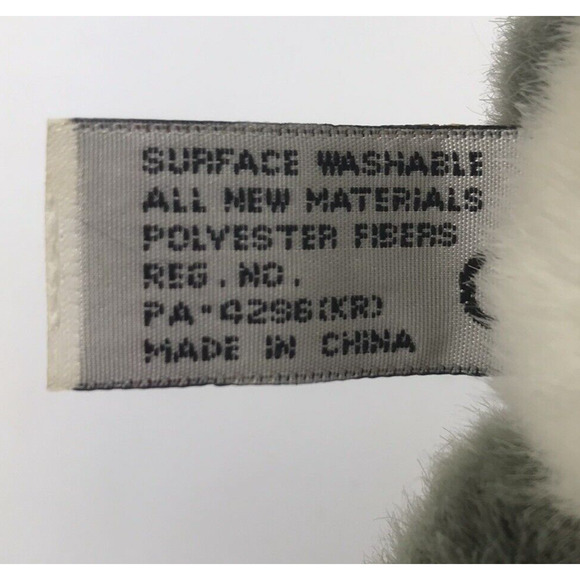 SURFACE WASHABLE
ALL NEW MATERIALS
POLYESTER FIBERS
REG. NO.
PA-4296(KR)
MADE IN CHINA